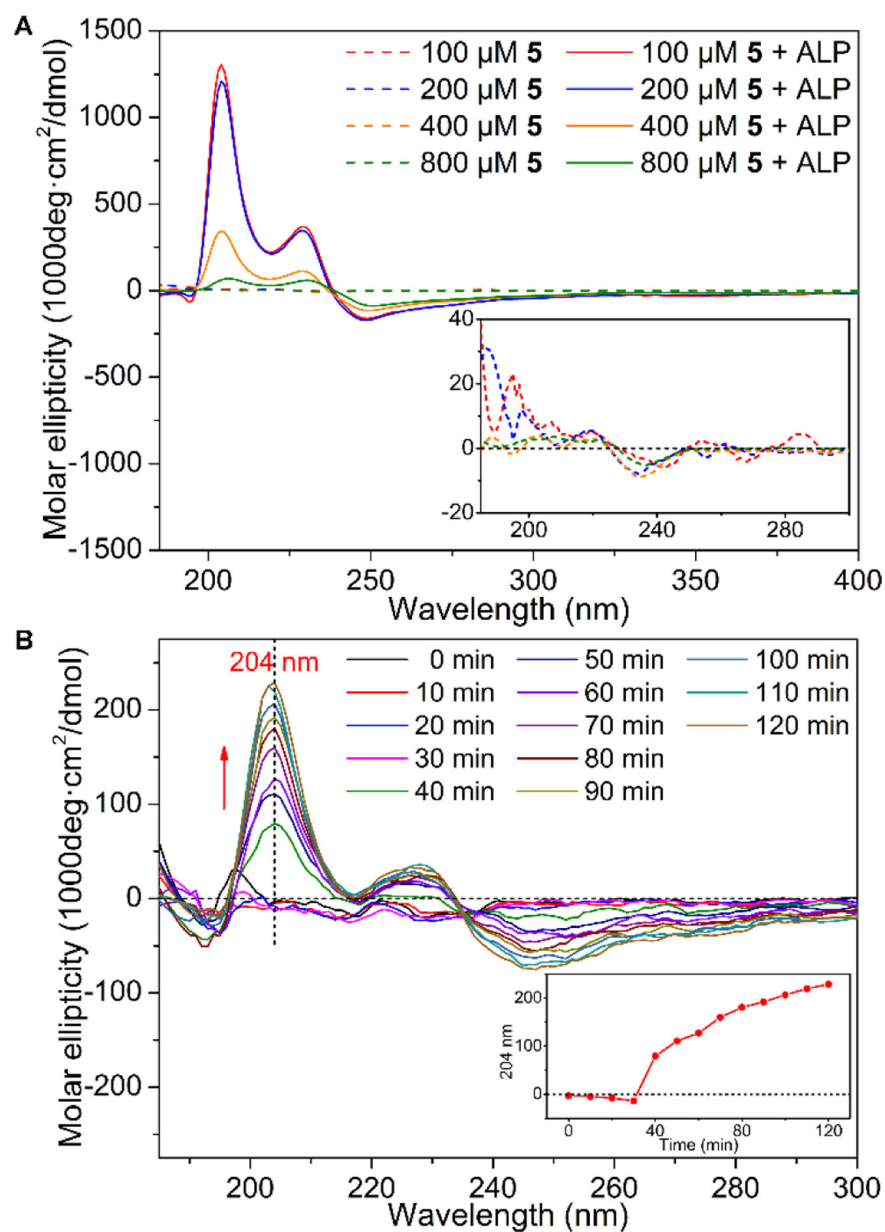 A
1500
1000
500
0
-500
-1000
-1500
Molar ellipticity (1000deg·cm²/dmol)
100 µM 5 100 µM 5 + ALP
200 µM 5 200 µM 5 + ALP
400 µM 5 400 µM 5 + ALP
800 µM 5 800 µM 5 + ALP
40
20
0
-20
200 240 280
200 250 300 350 400
Wavelength (nm)
B
200
100
0
-100
-200
Molar ellipticity (1000deg·cm²/dmol)
204 nm
0 min 50 min 100 min
10 min 60 min 110 min
20 min 70 min 120 min
30 min 80 min
40 min 90 min
200
100
0
204 nm
0 40 80 120
Time (min)
200 220 240 260 280 300
Wavelength (nm)